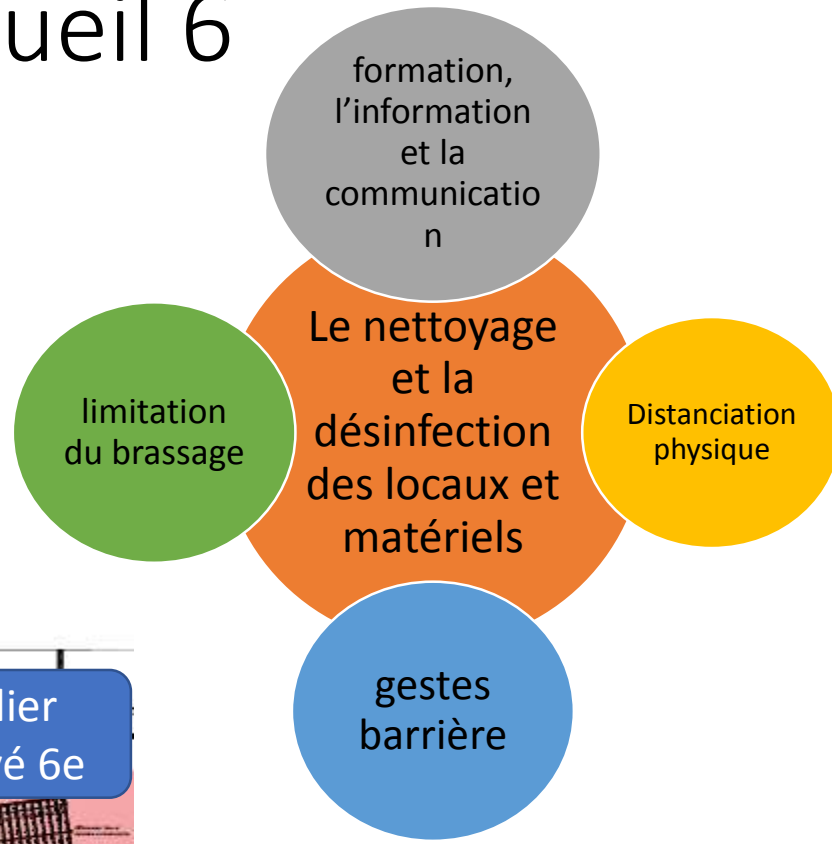 ueil 6
formation,
l’information
et la
communicatio
n
Le nettoyage
et la
désinfection
des locaux et
matériels
limitation
du brassage
Distanciation
physique
gestes
barrière
lier
é 6e